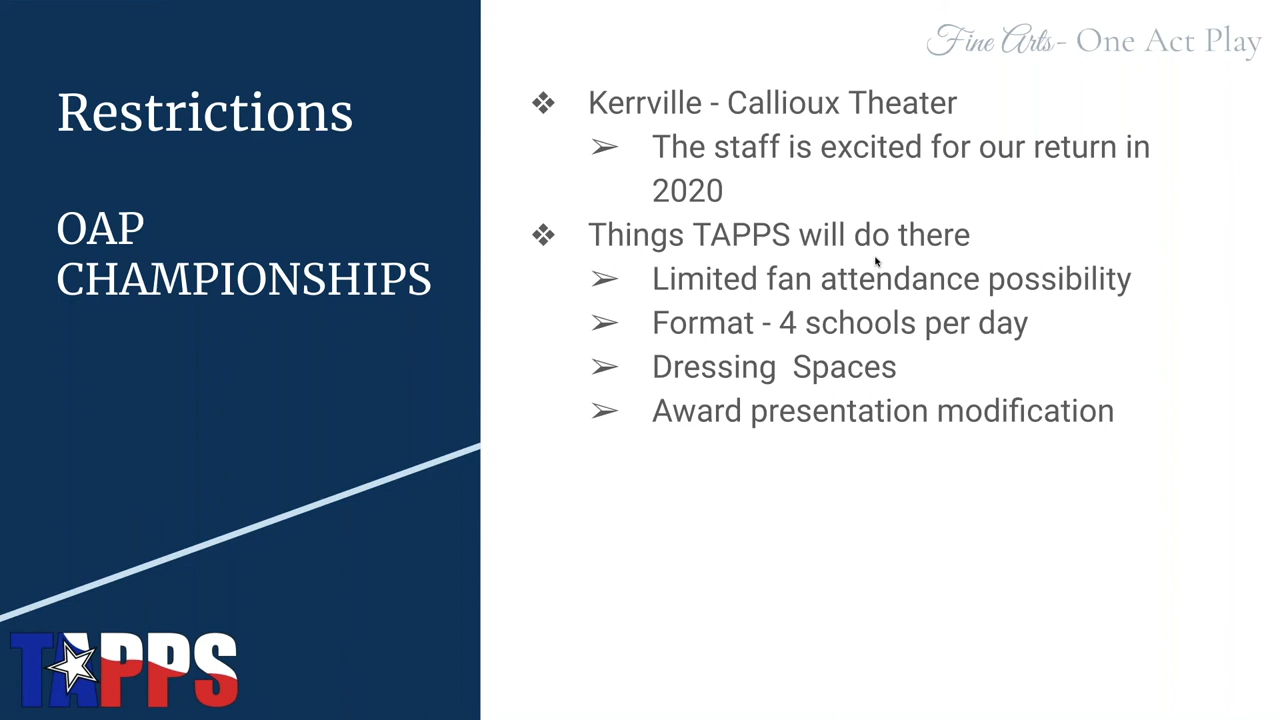 Fine Arts - One Act Play
Restrictions
OAP
CHAMPIONSHIPS
❖ Kerrville - Callioux Theater
➢ The staff is excited for our return in
2020
❖ Things TAPPS will do there
➢ Limited fan attendance possibility
➢ Format - 4 schools per day
➢ Dressing  Spaces
➢ Award presentation modification
TAPPS